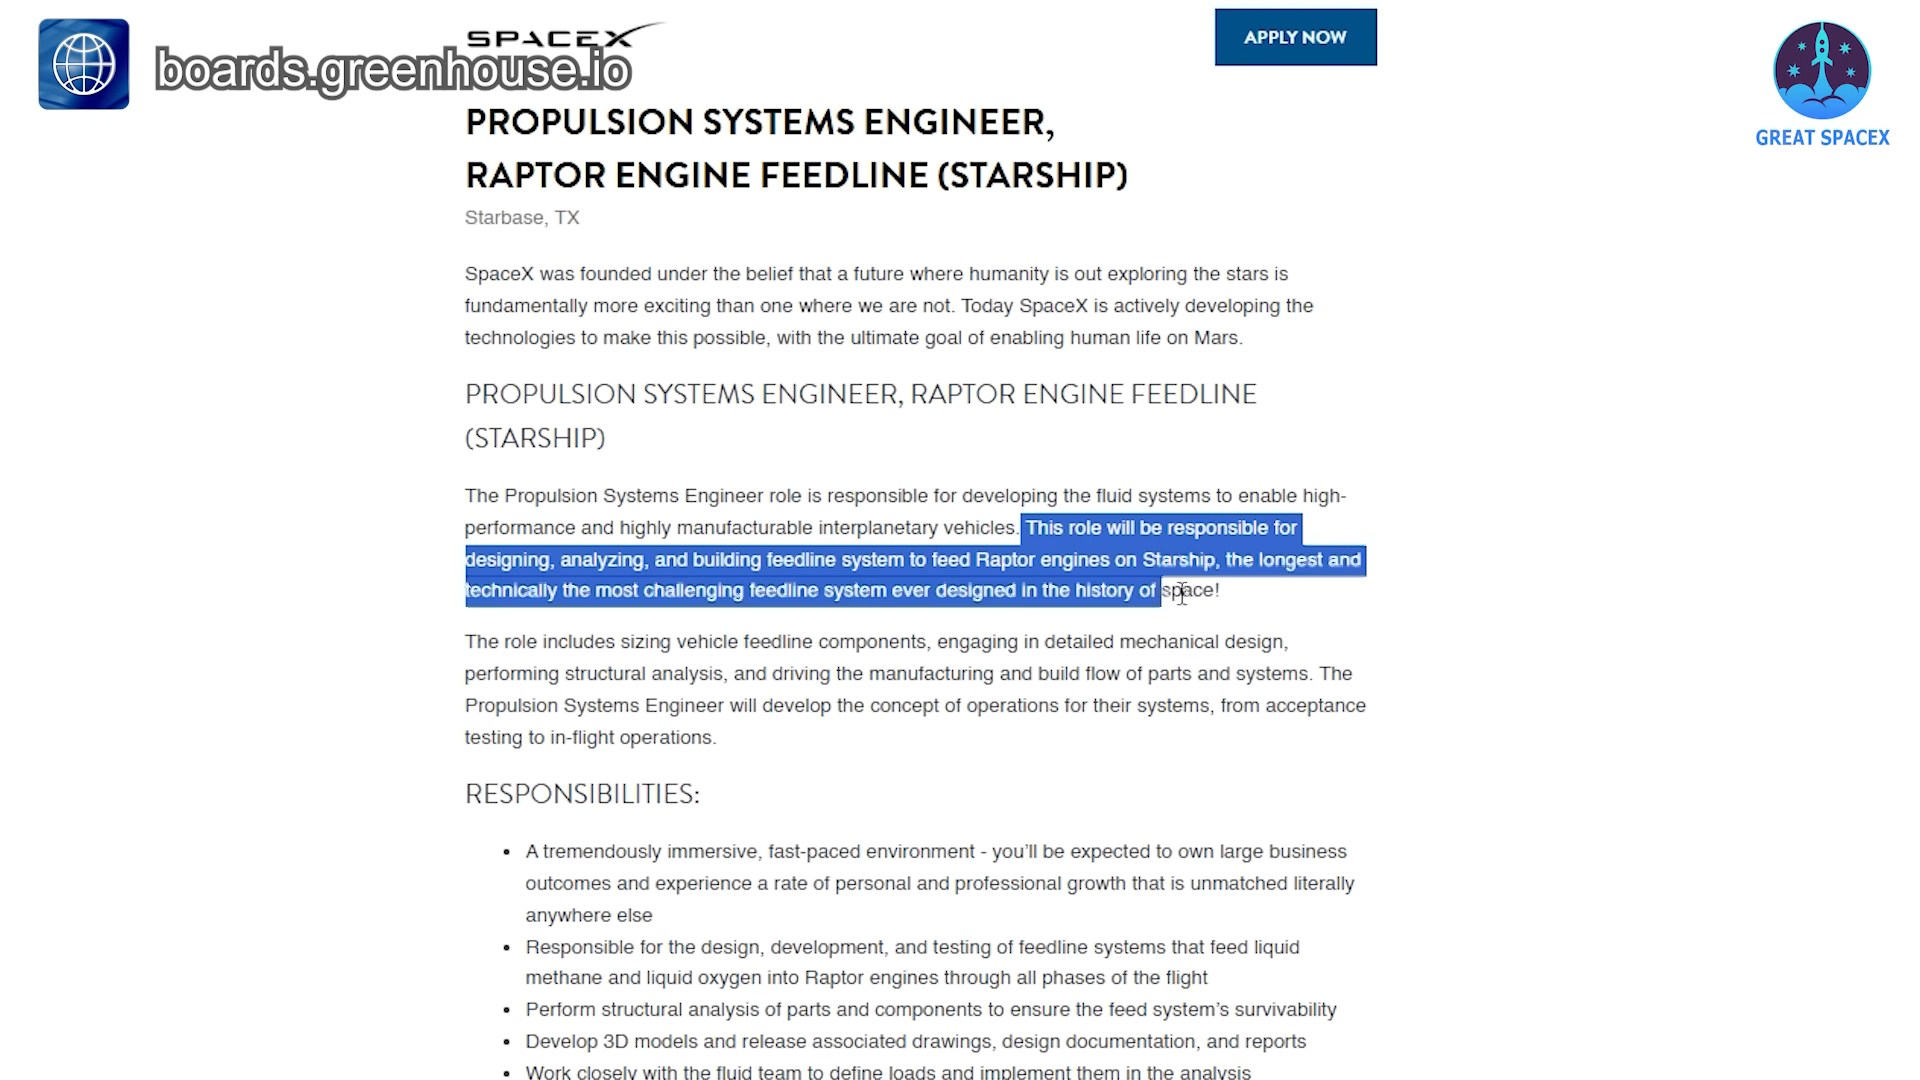 SPACEX
APPLY NOW
boards.greenhouse.io
GREAT SPACEX
PROPULSION SYSTEMS ENGINEER,
RAPTOR ENGINE FEEDLINE (STARSHIP)
Starbase, TX
SpaceX was founded under the belief that a future where humanity is out exploring the stars is
fundamentally more exciting than one where we are not. Today SpaceX is actively developing the
technologies to make this possible, with the ultimate goal of enabling human life on Mars.
PROPULSION SYSTEMS ENGINEER, RAPTOR ENGINE FEEDLINE
(STARSHIP)
The Propulsion Systems Engineer role is responsible for developing the fluid systems to enable high-
performance and highly manufacturable interplanetary vehicles. This role will be responsible for
designing, analyzing, and building feedline system to feed Raptor engines on Starship, the longest and
technically the most challenging feedline system ever designed in the history of space!
The role includes sizing vehicle feedline components, engaging in detailed mechanical design,
performing structural analysis, and driving the manufacturing and build flow of parts and systems. The
Propulsion Systems Engineer will develop the concept of operations for their systems, from acceptance
testing to in-flight operations.
RESPONSIBILITIES:
• A tremendously immersive, fast-paced environment - you’ll be expected to own large business
outcomes and experience a rate of personal and professional growth that is unmatched literally
anywhere else
• Responsible for the design, development, and testing of feedline systems that feed liquid
methane and liquid oxygen into Raptor engines through all phases of the flight
• Perform structural analysis of parts and components to ensure the feed system’s survivability
• Develop 3D models and release associated drawings, design documentation, and reports
• Work closely with the fluid team to define loads and implement them in the analysis